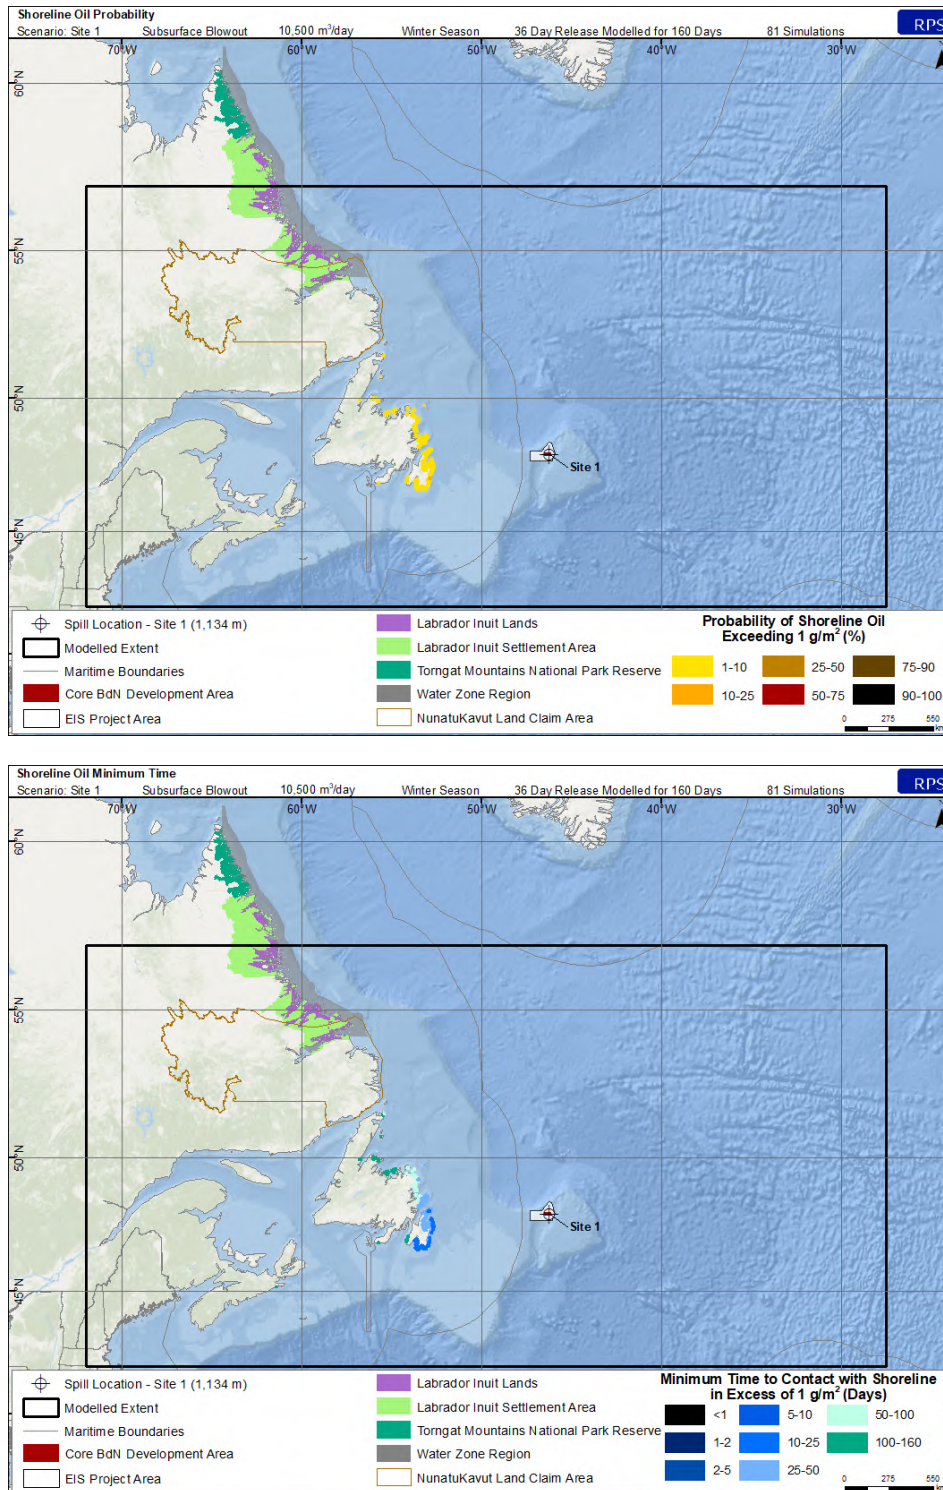 Shoreline Oil Probability
Scenario: Site 1 Subsurface Blowout 10,500 m³/day Winter Season 36 Day Release Modelled for 160 Days 81 Simulations
RPS
70°W 60°W 50°W 40°W 30°W
60°N
55°N
50°N
45°N
Site 1
Spill Location - Site 1 (1,134 m)
Modelled Extent
Maritime Boundaries
Core BdN Development Area
EIS Project Area
Labrador Inuit Lands
Labrador Inuit Settlement Area
Torngat Mountains National Park Reserve
Water Zone Region
NunatuKavut Land Claim Area
Probability of Shoreline Oil
Exceeding 1 g/m² (%)
1-10 25-50 75-90
10-25 50-75 90-100
0 275 550
km
Shoreline Oil Minimum Time
Scenario: Site 1 Subsurface Blowout 10,500 m³/day Winter Season 36 Day Release Modelled for 160 Days 81 Simulations
RPS
70°W 60°W 50°W 40°W 30°W
60°N
55°N
50°N
45°N
Site 1
Spill Location - Site 1 (1,134 m)
Modelled Extent
Maritime Boundaries
Core BdN Development Area
EIS Project Area
Labrador Inuit Lands
Labrador Inuit Settlement Area
Torngat Mountains National Park Reserve
Water Zone Region
NunatuKavut Land Claim Area
Minimum Time to Contact with Shoreline
in Excess of 1 g/m² (Days)
<1 5-10 50-100
1-2 10-25 100-160
2-5 25-50
0 275 550
km